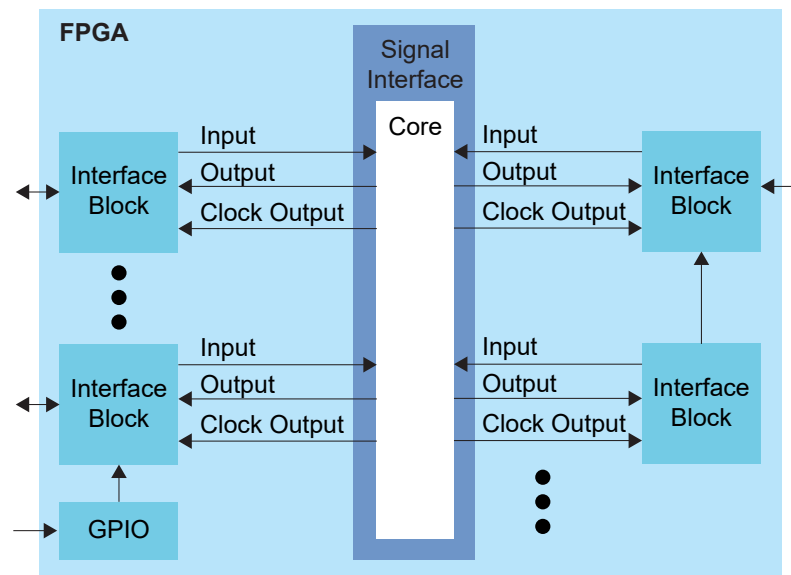 FPGA
Signal
Interface
Core
Input
Output
Clock Output
Interface
Block
Input
Output
Clock Output
Interface
Block
Input
Output
Clock Output
Interface
Block
Input
Output
Clock Output
Interface
Block
GPIO